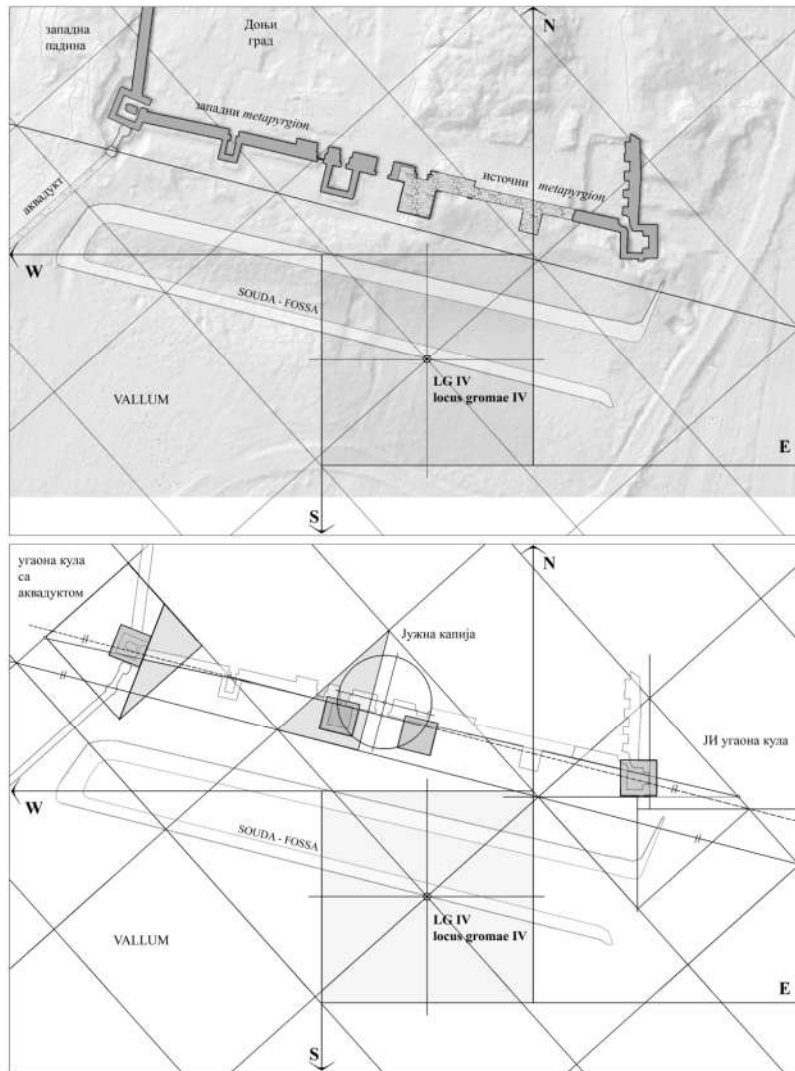 западна
падина
Доњи
град
N
западни metapyrgion
источни metapyrgion
аквадукт
W
SOUDA - FOSSA
LG IV
locus gromae IV
VALLUM
E
S
угаона кула
са
аквадуктом
N
Јужна капија
ЈИ угаона кула
W
SOUDA - FOSSA
LG IV
locus gromae IV
VALLUM
E
S